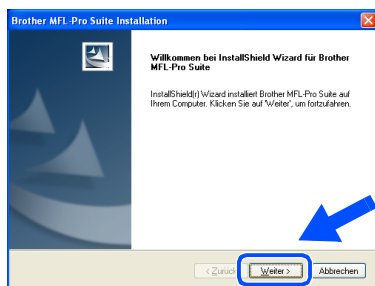 Brother MFL-Pro Suite Installation
Willkommen bei InstallShield Wizard für Brother
MFL-Pro Suite
InstallShield(r) Wizard installiert Brother MFL-Pro Suite auf
Ihrem Computer. Klicken Sie auf 'Weiter', um fortzufahren.
< Zurück
Weiter >
Abbrechen